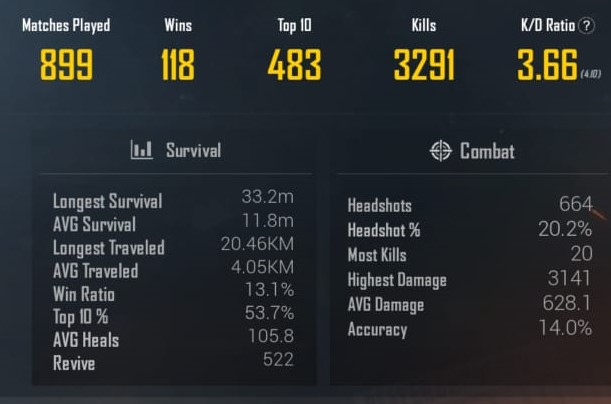 Matches Played Wins Top 10 Kills K/D Ratio ?
899 118 483 3291 3.66 (4.10)
Survival
Longest Survival 33.2m
AVG Survival 11.8m
Longest Traveled 20.46KM
AVG Traveled 4.05KM
Win Ratio 13.1%
Top 10 % 53.7%
AVG Heals 105.8
Revive 522
Combat
Headshots 664
Headshot % 20.2%
Most Kills 20
Highest Damage 3141
AVG Damage 628.1
Accuracy 14.0%